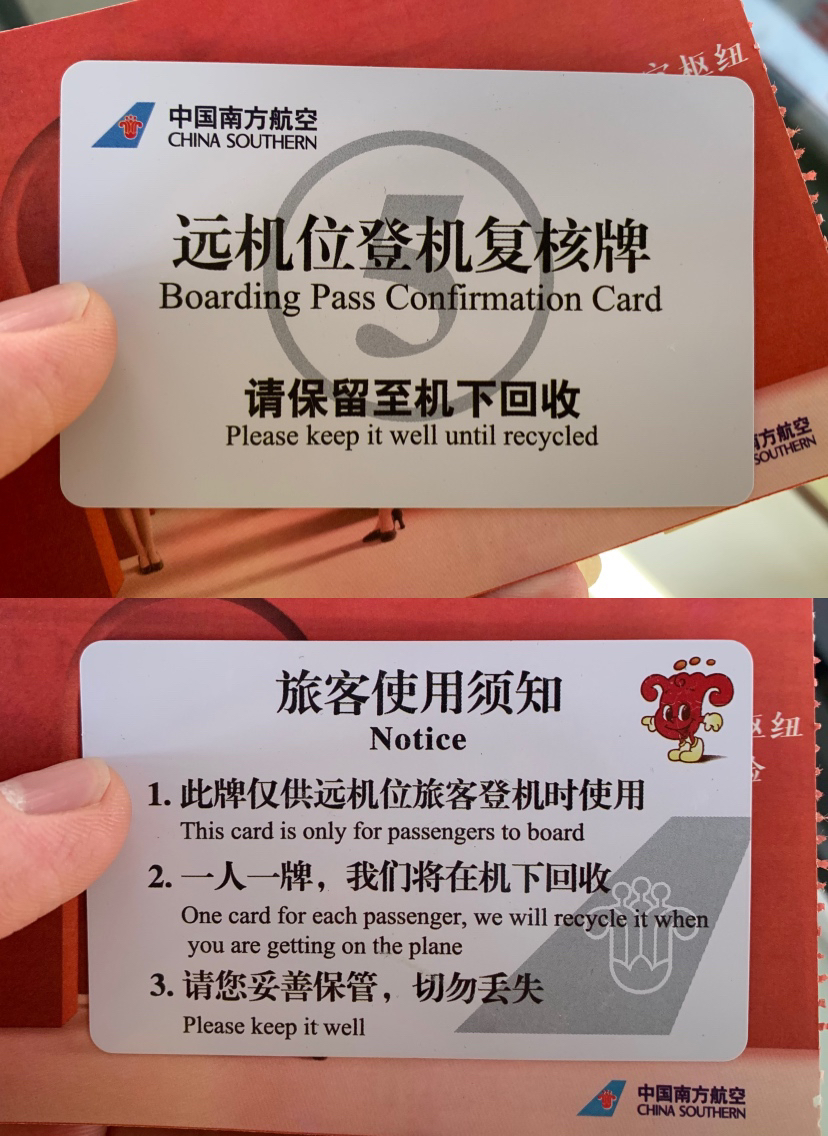 枢纽
中国南方航空
CHINA SOUTHERN
5
远机位登机复核牌
Boarding Pass Confirmation Card
请保留至机下回收
Please keep it well until recycled
方航空
SOUTHERN
旅客使用须知
Notice
枢纽
1. 此牌仅供远机位旅客登机时使用
This card is only for passengers to board
2. 一人一牌，我们将在机下回收
One card for each passenger, we will recycle it when
you are getting on the plane
3. 请您妥善保管，切勿丢失
Please keep it well
中国南方航空
CHINA SOUTHERN